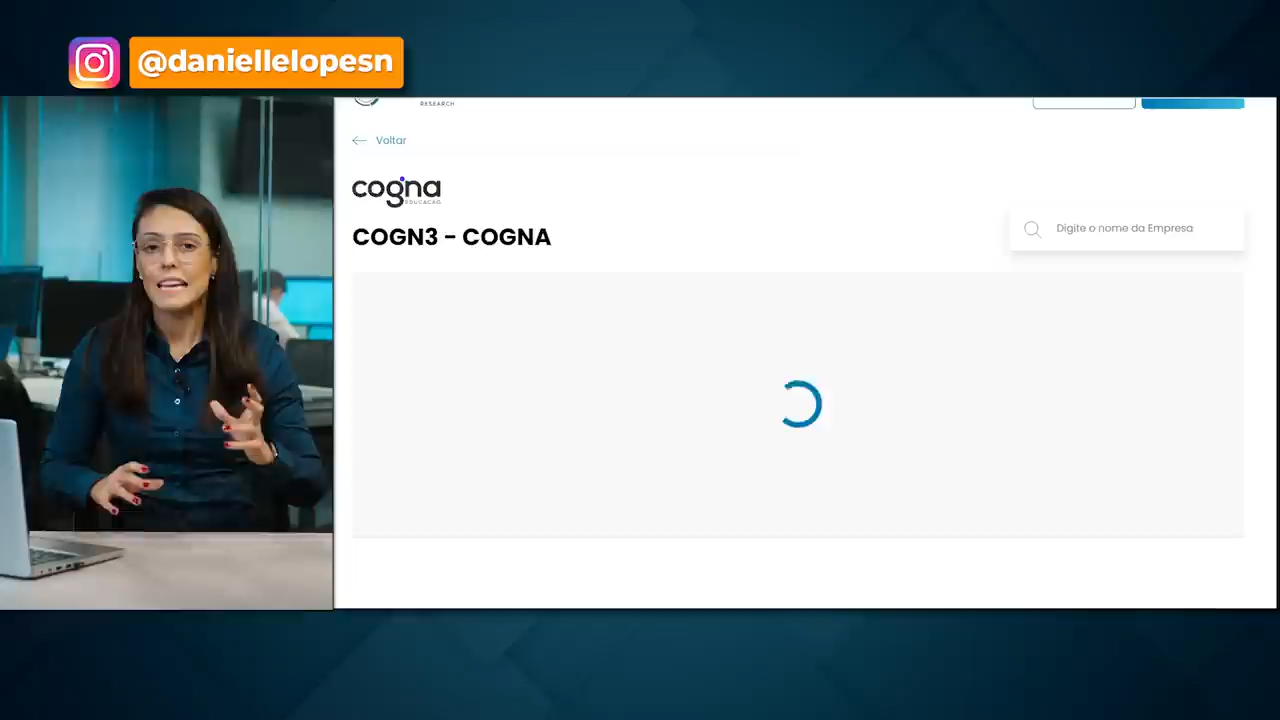 @daniellelopesn
RESEARCH
Voltar
cogna
EDUCAÇÃO
COGN3 - COGNA
Digite o nome da Empresa